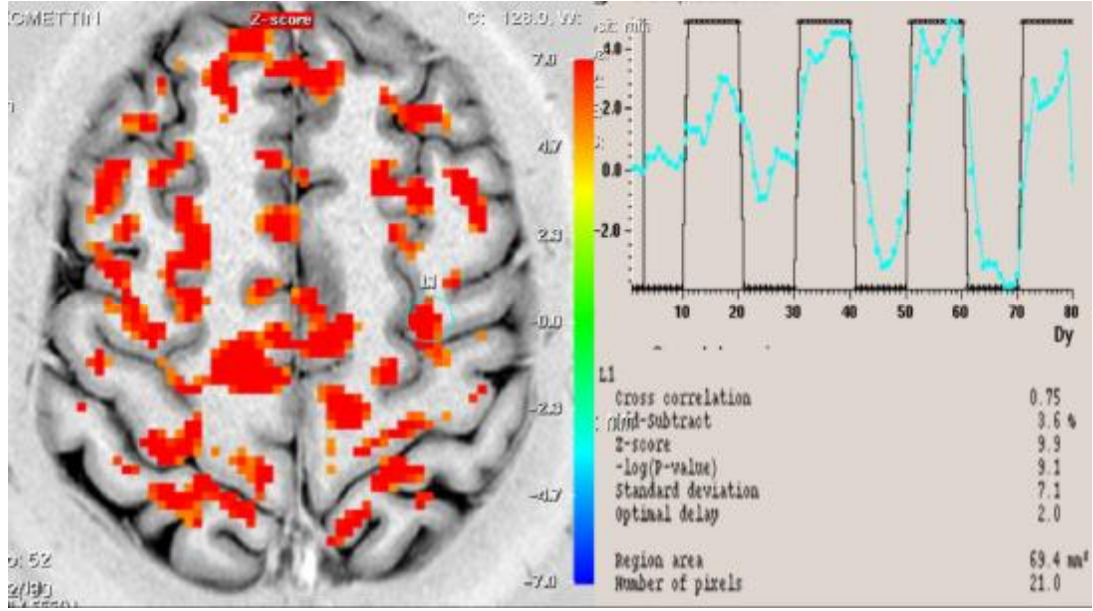 CMETTIN
Z-score
C: 128.0, W:
7.0
4.7
2.3
-0.0
-2.3
-4.7
-7.0
L1
o: 52
4.0
2.0
0.0
-2.0
10 20 30 40 50 60 70 80
Dy
L1
Cross correlation 0.75
-Subtract 3.6 %
Z-score 9.9
-log(P-value) 9.1
Standard deviation 7.1
Optimal delay 2.0
Region area 69.4 mm²
Number of pixels 21.0